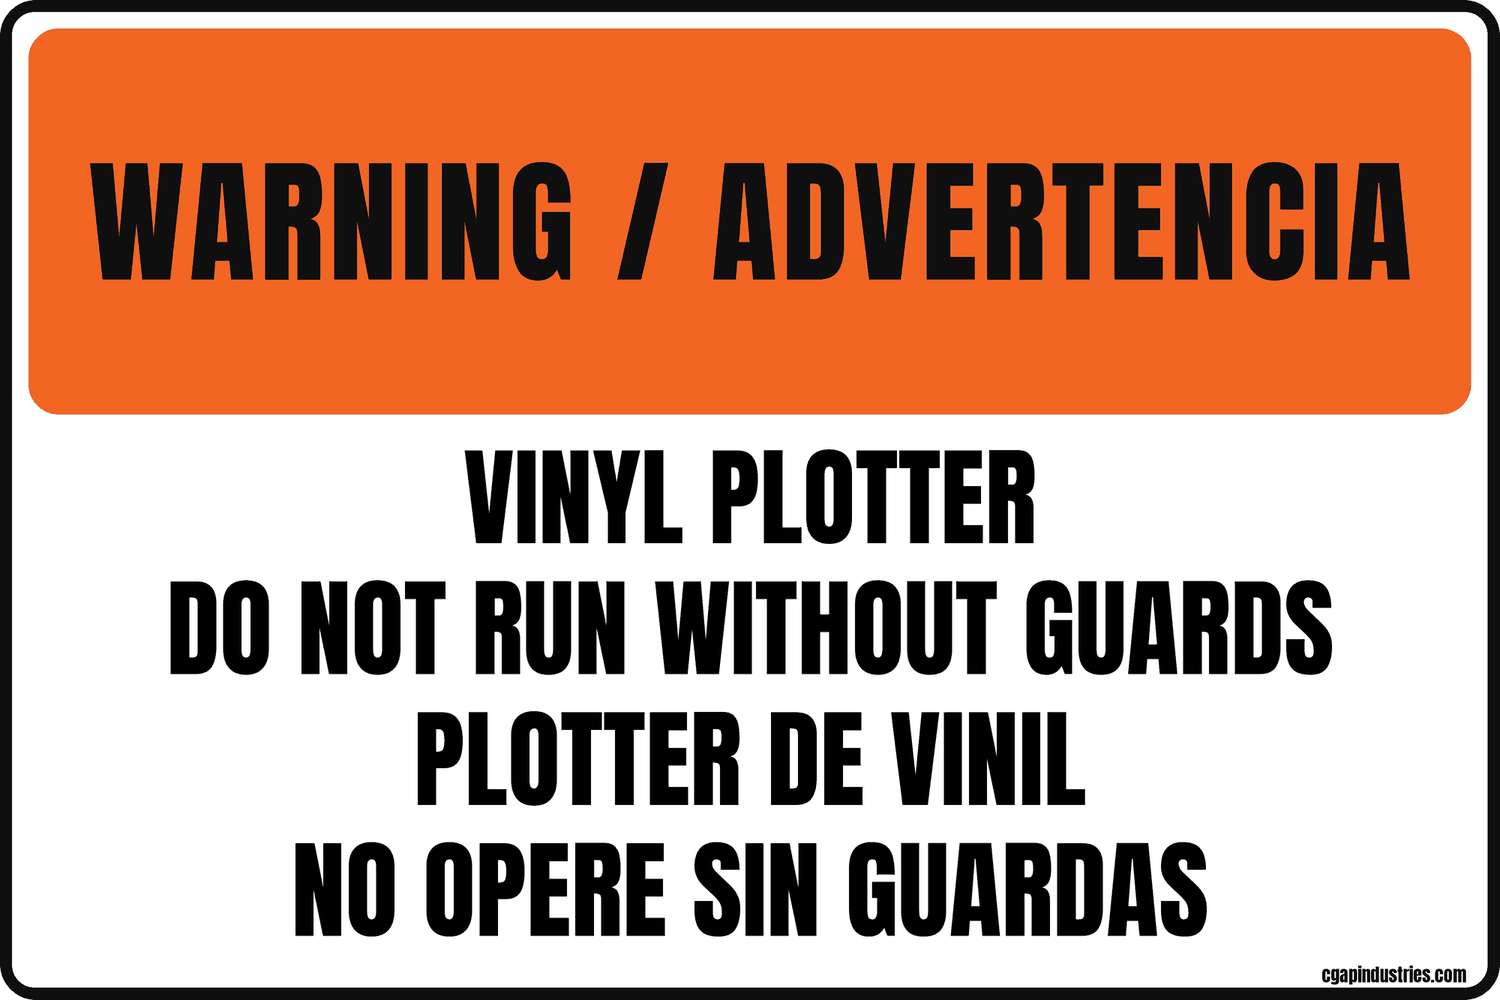 WARNING / ADVERTENCIA
VINYL PLOTTER
DO NOT RUN WITHOUT GUARDS
PLOTTER DE VINIL
NO OPERE SIN GUARDAS
cgapindustries.com